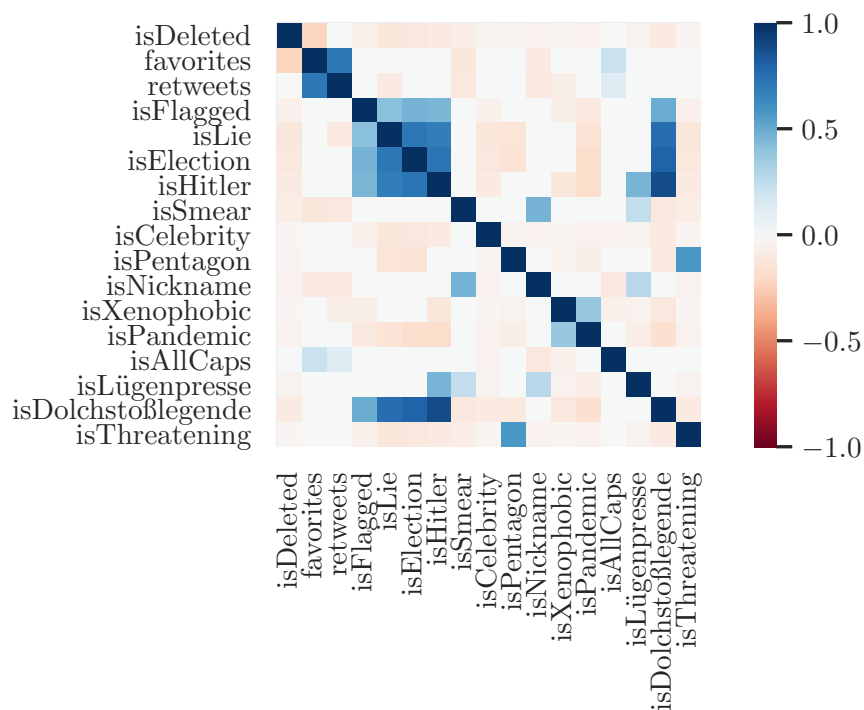 isDeleted
favorites
retweets
isFlagged
isLie
isElection
isHitler
isSmear
isCelebrity
isPentagon
isNickname
isXenophobic
isPandemic
isAllCaps
isLügenpresse
isDolchstoßlegende
isThreatening
1.0
0.5
0.0
−0.5
−1.0
isDeleted
favorites
retweets
isFlagged
isLie
isElection
isHitler
isSmear
isCelebrity
isPentagon
isNickname
isXenophobic
isPandemic
isAllCaps
isLügenpresse
isDolchstoßlegende
isThreatening